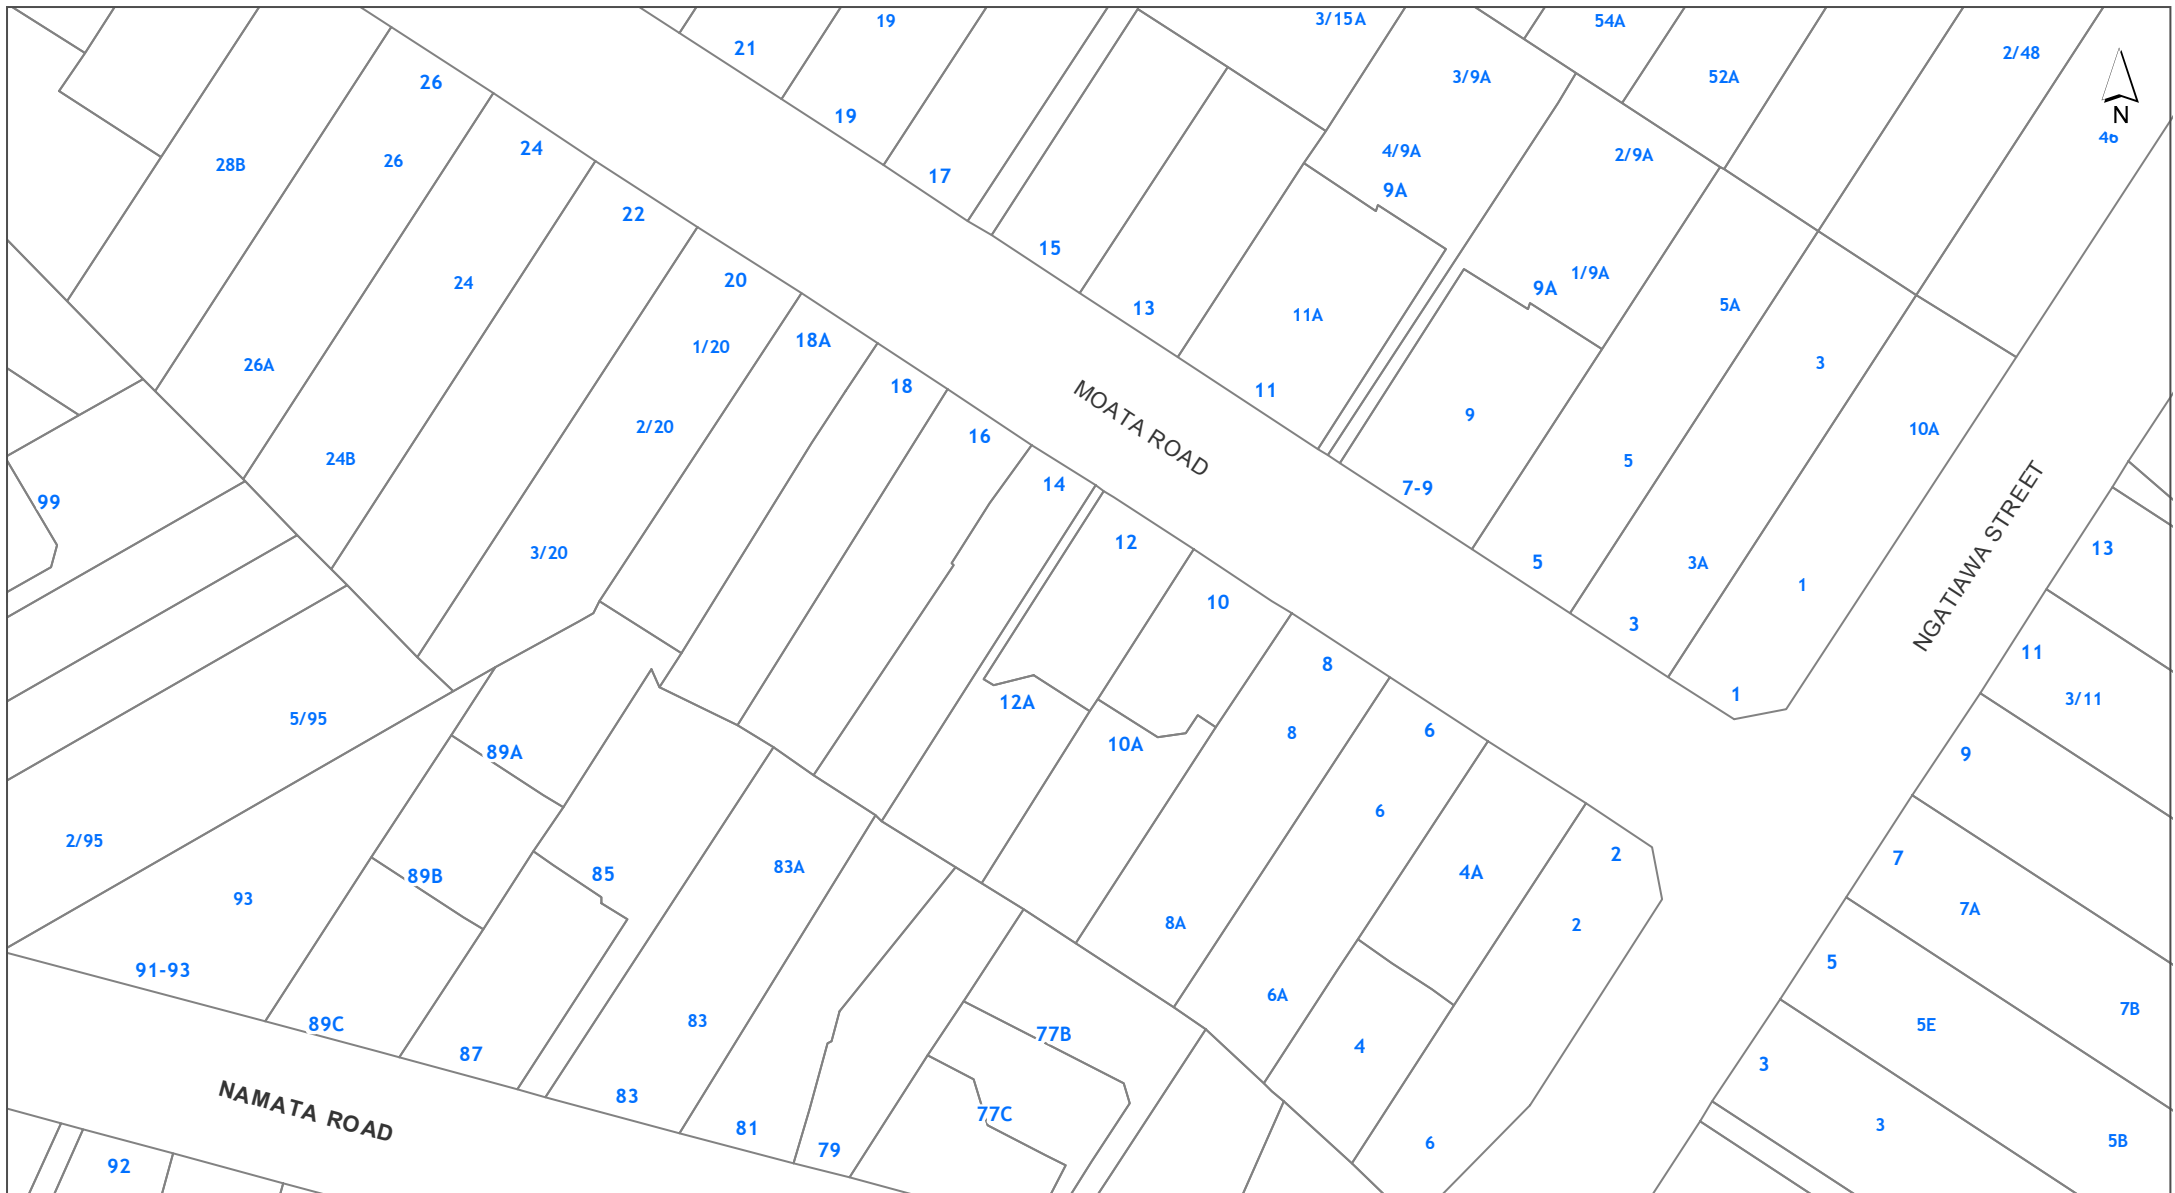 3/15A
19
54A
21
2/48
3/9A
52A
26
N
46
19
24
4/9A
2/9A
26
28B
17
9A
22
15
1/9A
20
24
9A
5A
13
11A
18A
1/20
3
26A
18
11
MOATA ROAD
9
2/20
10A
16
24B
5
14
7-9
99
NGATIAWA STREET
12
13
3/20
5
3A
1
10
3
11
8
1
3/11
12A
5/95
6
8
10A
89A
9
6
2/95
2
7
83A
4A
85
89B
93
7A
8A
2
5
91-93
6A
7B
83
89C
5E
77B
4
87
3
83
NAMATA ROAD
77C
3
81
5B
6
79
92